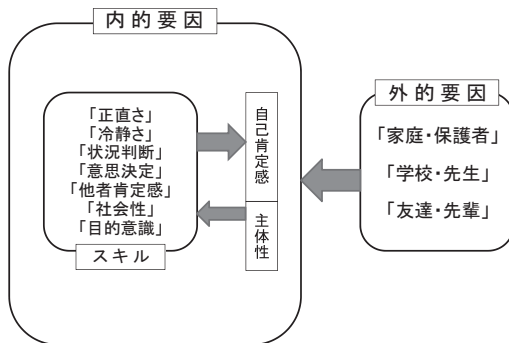 内的要因
「正直さ」
「冷静さ」
「状況判断」
「意思決定」
「他者肯定感」
「社会性」
「目的意識」
スキル
自己肯定感
主体性
外的要因
「家庭・保護者」
「学校・先生」
「友達・先輩」